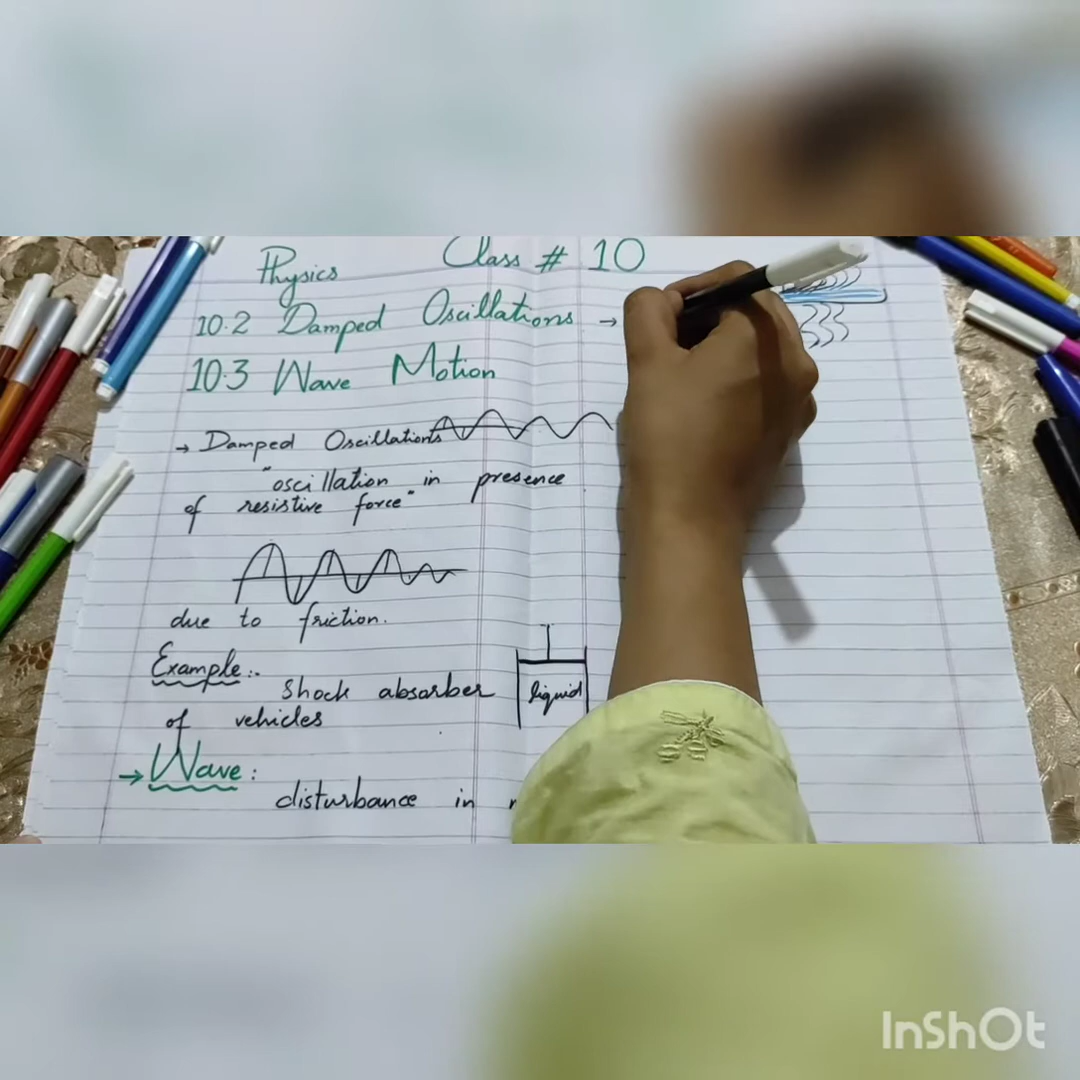 Physics Class # 10
10.2 Damped Oscillations →
10.3 Wave Motion
→ Damped Oscillations
"oscillation in presence
of resistive force"
due to friction.
Example:-
Shock absorber
of vehicles
liquid
→ Wave:
disturbance in
InShOt